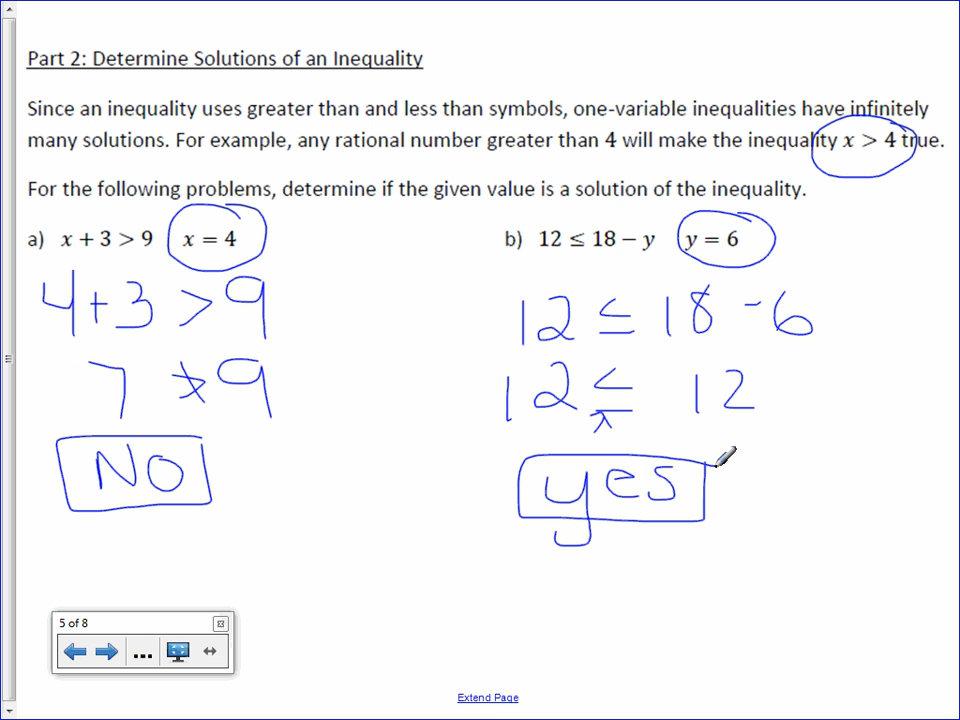 Part 2: Determine Solutions of an Inequality
Since an inequality uses greater than and less than symbols, one-variable inequalities have infinitely
many solutions. For example, any rational number greater than 4 will make the inequality x > 4 true.
For the following problems, determine if the given value is a solution of the inequality.
a) x + 3 > 9 x = 4
4+3 > 9
7 ≯ 9
NO
b) 12 ≤ 18 − y y = 6
12 ≤ 18 - 6
12 ≤ 12
yes
5 of 8
...
Extend Page